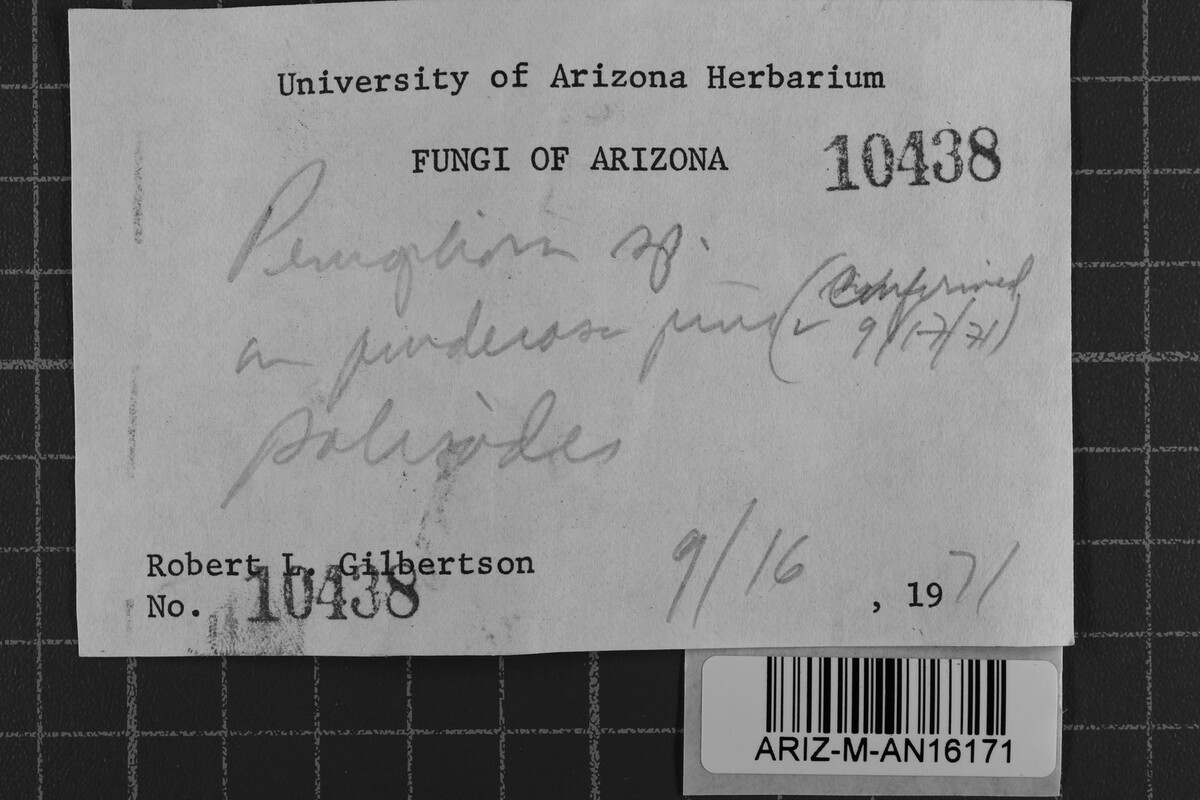 University of Arizona Herbarium
FUNGI OF ARIZONA
10438
Peniophora sp.
on ponderosa pine
(Confirmed
9/17/71)
Palisades
9/16, 1971
Robert L. Gilbertson
No. 10438
ARIZ-M-AN16171